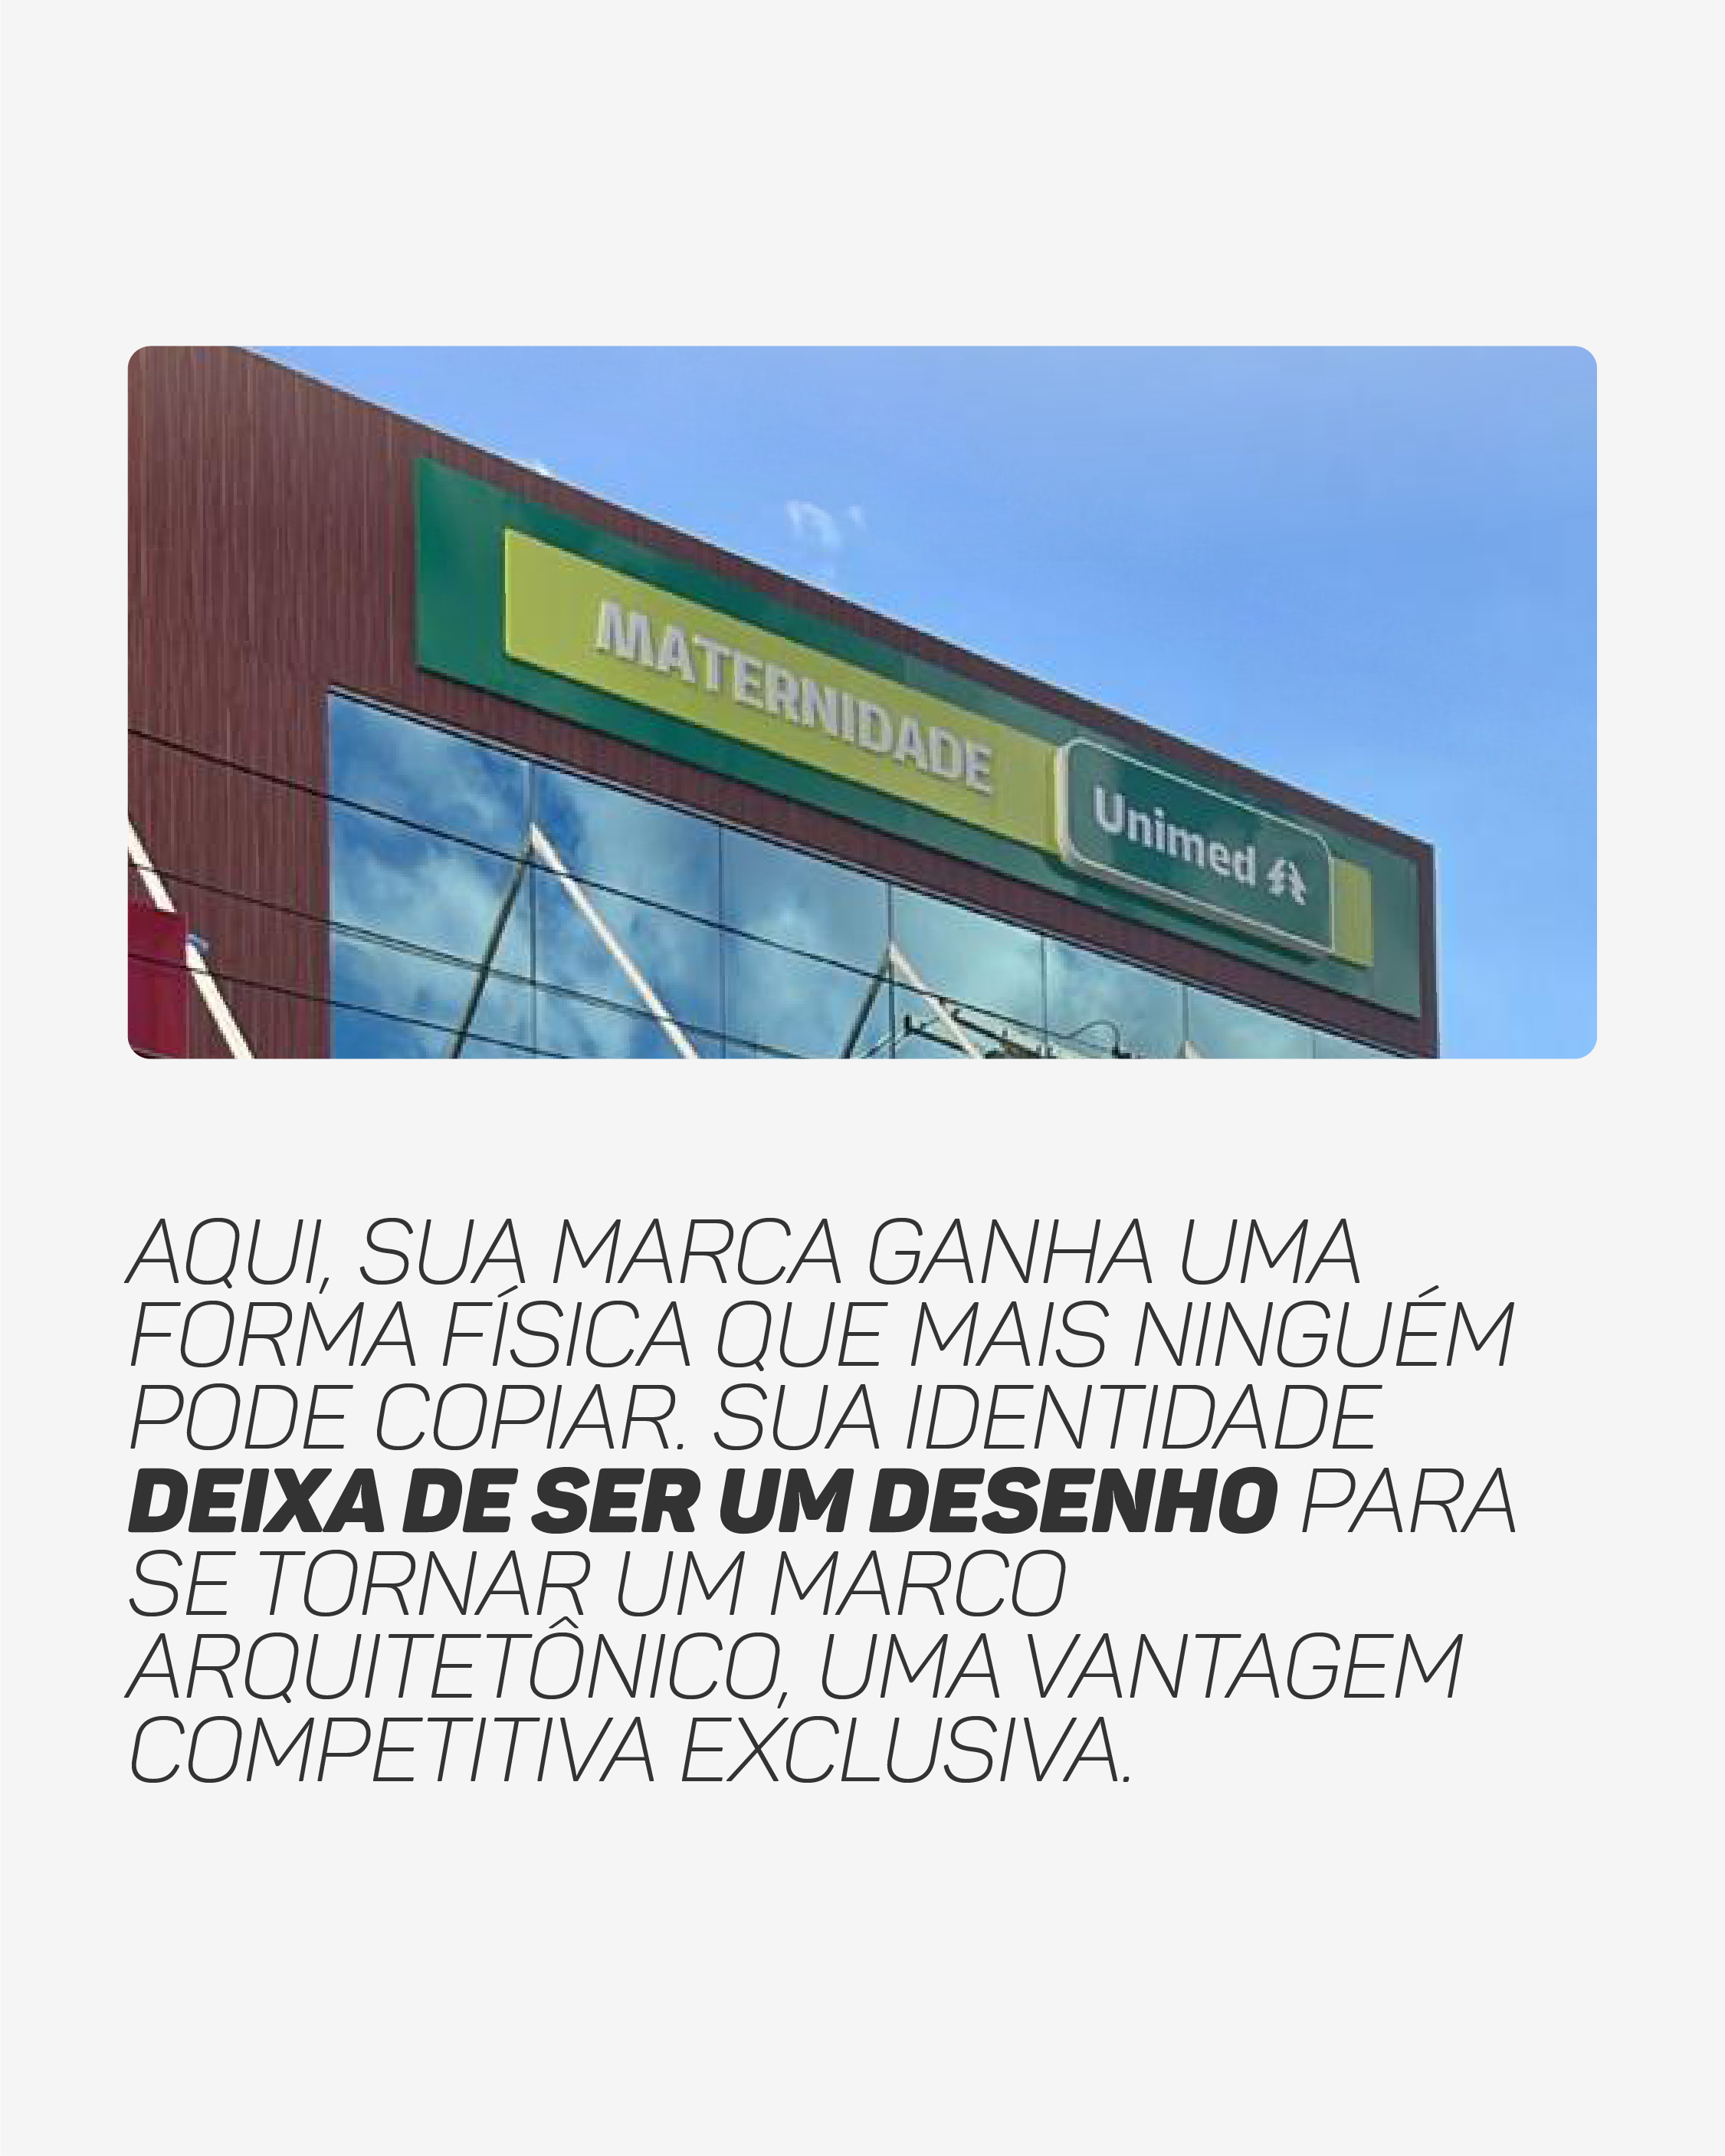 MATERNIDADE
Unimed
AQUI, SUA MARCA GANHA UMA
FORMA FÍSICA QUE MAIS NINGUÉM
PODE COPIAR. SUA IDENTIDADE
DEIXA DE SER UM DESENHO PARA
SE TORNAR UM MARCO
ARQUITETÔNICO, UMA VANTAGEM
COMPETITIVA EXCLUSIVA.